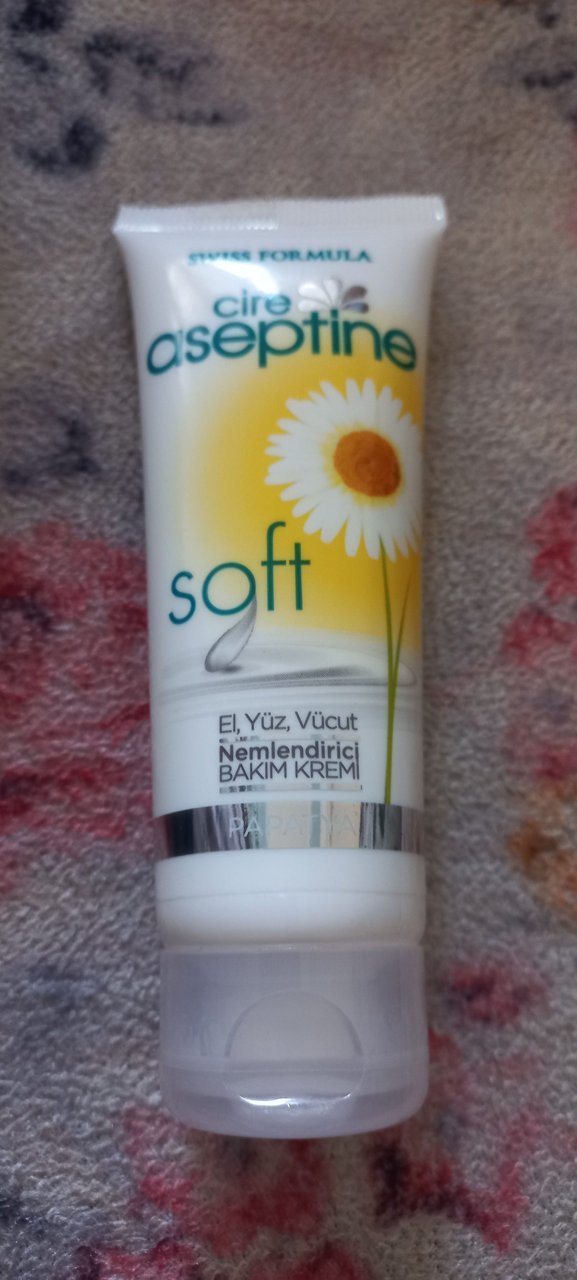 SWISS FORMULA
cire
aseptine
soft
El, Yüz, Vücut
Nemlendirici
BAKIM KREMİ
PAPATYA